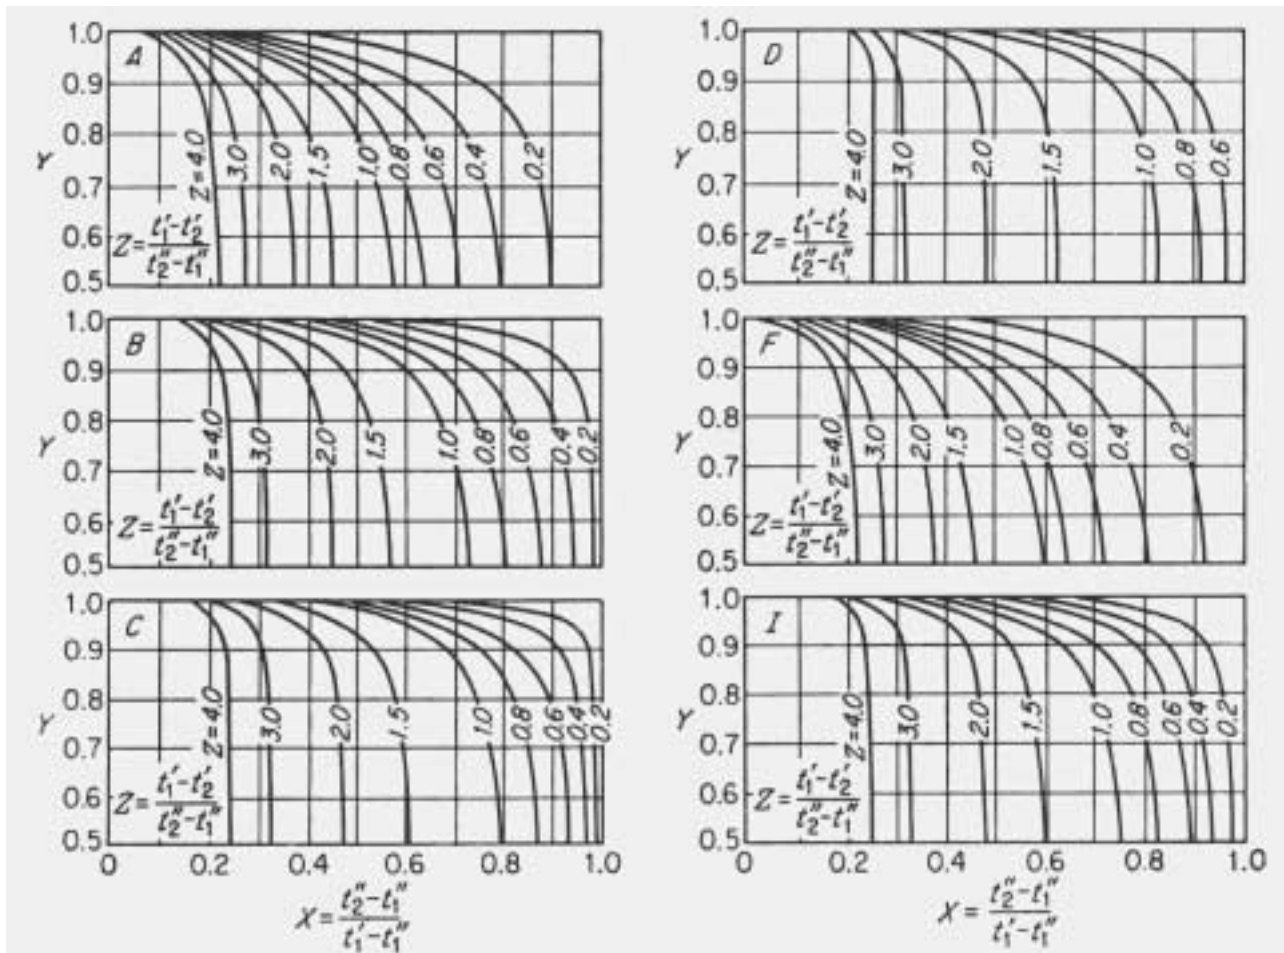 A
Y
1.0
0.9
0.8
0.7
0.6
0.5
Z=4.0 3.0 2.0 1.5 1.0 0.8 0.6 0.4 0.2
Z = t₁′-t₂′ / t₂″-t₁″
B
Y
1.0
0.9
0.8
0.7
0.6
0.5
Z=4.0 3.0 2.0 1.5 1.0 0.8 0.6 0.4 0.2
Z = t₁′-t₂′ / t₂″-t₁″
C
Y
1.0
0.9
0.8
0.7
0.6
0.5
Z=4.0 3.0 2.0 1.5 1.0 0.8 0.6 0.4 0.2
Z = t₁′-t₂′ / t₂″-t₁″
0 0.2 0.4 0.6 0.8 1.0
X = t₂″-t₁″ / t₁′-t₁″
D
Y
1.0
0.9
0.8
0.7
0.6
0.5
Z=4.0 3.0 2.0 1.5 1.0 0.8 0.6
Z = t₁′-t₂′ / t₂″-t₁″
F
Y
1.0
0.9
0.8
0.7
0.6
0.5
Z=4.0 3.0 2.0 1.5 1.0 0.8 0.6 0.4 0.2
Z = t₁′-t₂′ / t₂″-t₁″
I
Y
1.0
0.9
0.8
0.7
0.6
0.5
Z=4.0 3.0 2.0 1.5 1.0 0.8 0.6 0.4 0.2
Z = t₁′-t₂′ / t₂″-t₁″
0 0.2 0.4 0.6 0.8 1.0
X = t₂″-t₁″ / t₁′-t₁″